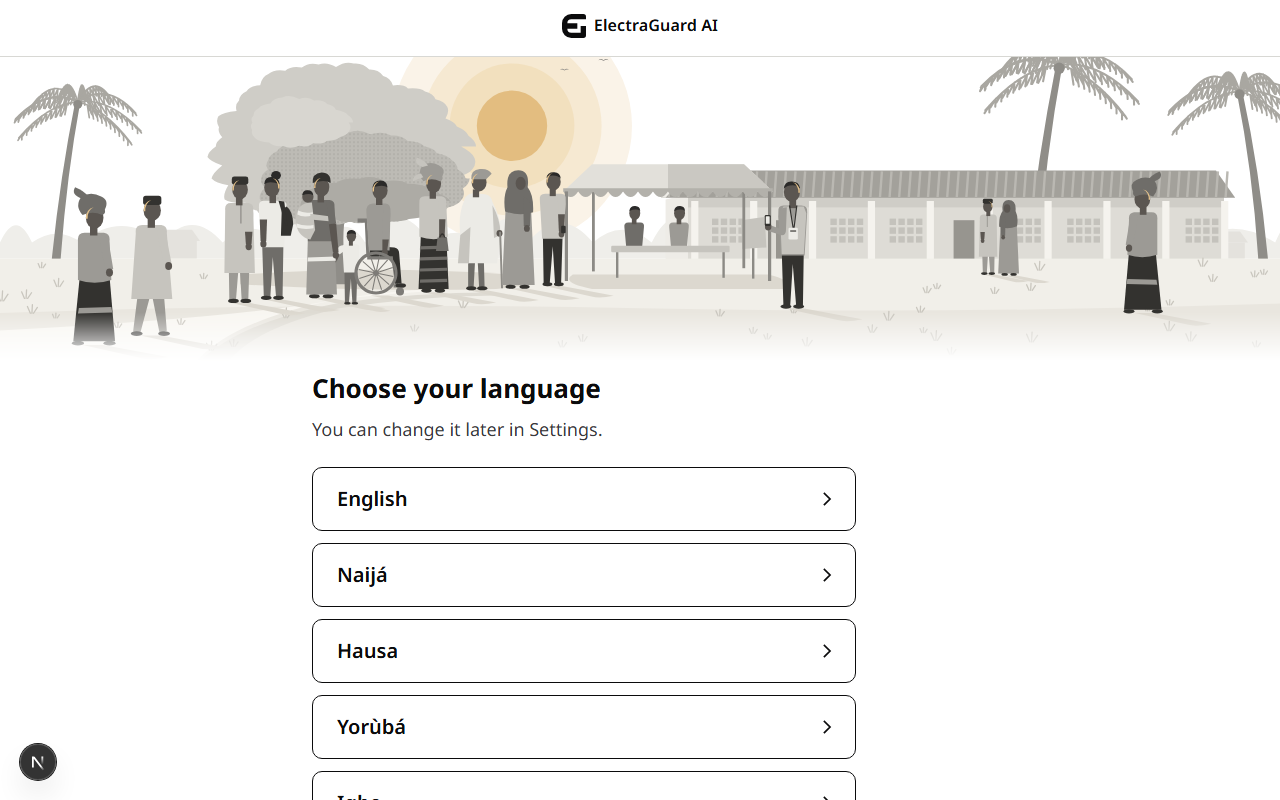 ElectraGuard AI
Choose your language
You can change it later in Settings.
English
Naijá
Hausa
Yorùbá